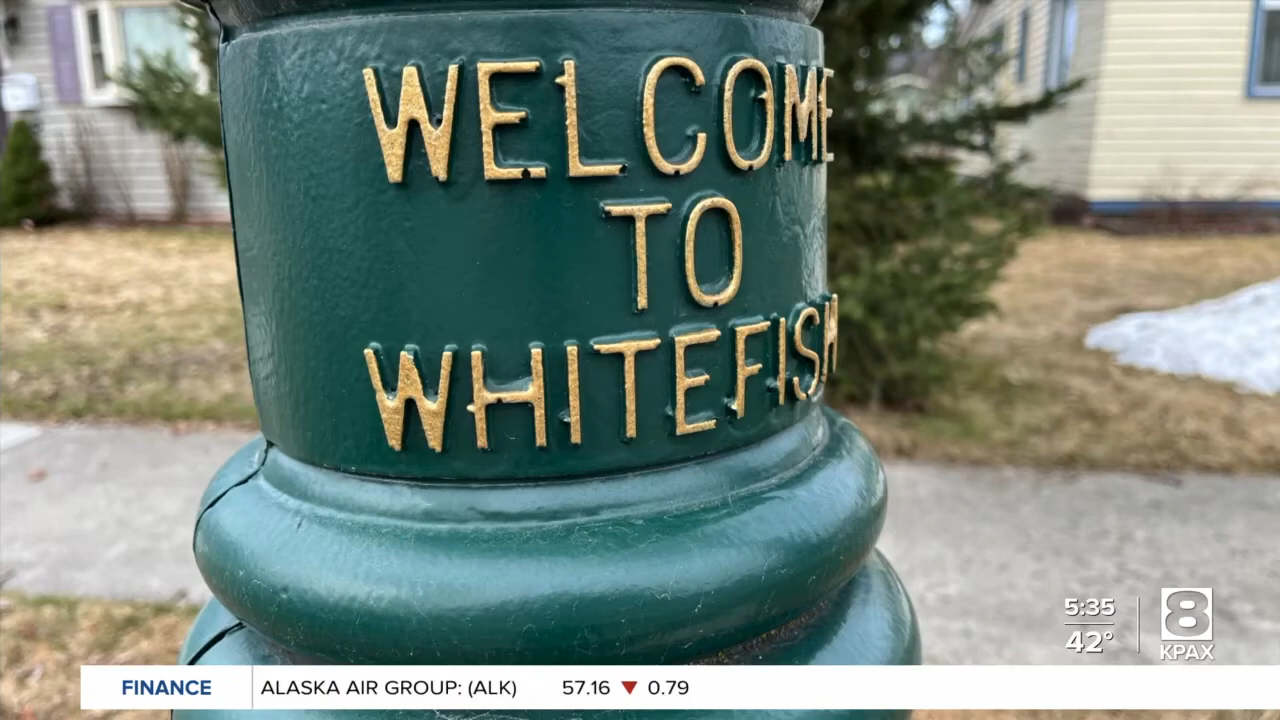 WELCOME
TO
WHITEFISH
5:35
42°
8
KPAX
FINANCE
ALASKA AIR GROUP: (ALK) 57.16 ▼ 0.79